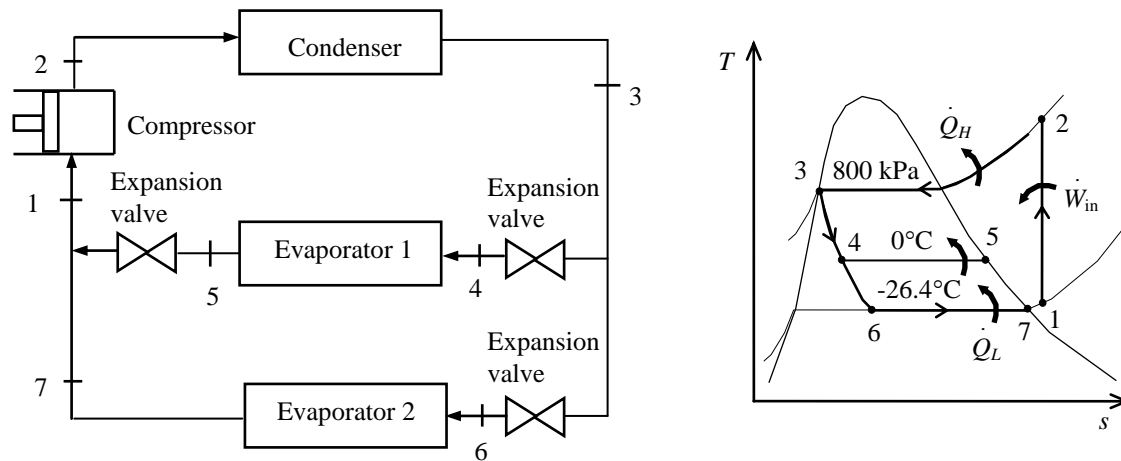 Condenser
2
3
Compressor
1
Expansion
valve
Expansion
valve
Evaporator 1
5
4
7
Expansion
valve
Evaporator 2
6
T
2
Q̇H
3
800 kPa
Ẇin
4
0°C
5
-26.4°C
6
7
1
Q̇L
s